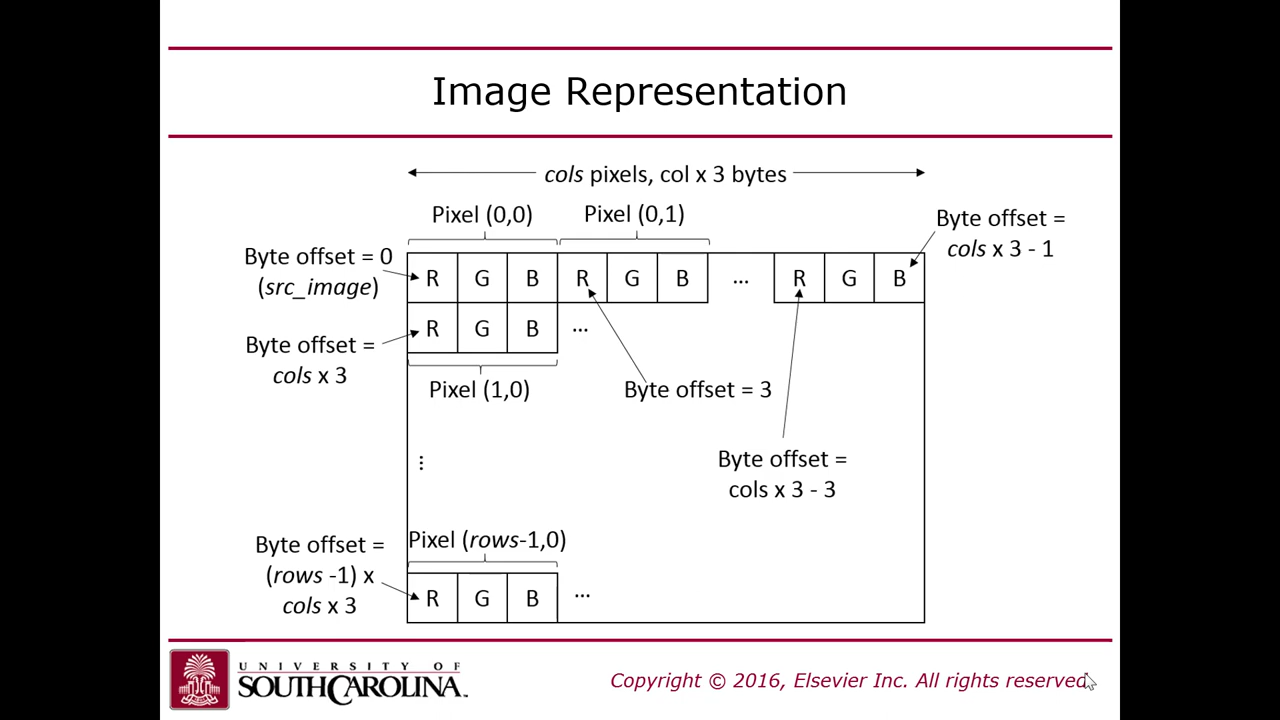 Image Representation
cols pixels, col x 3 bytes
Pixel (0,0)
Pixel (0,1)
Byte offset =
cols x 3 - 1
Byte offset = 0
(src_image)
R G B R G B ... R G B
R G B ...
Byte offset =
cols x 3
Pixel (1,0)
Byte offset = 3
Byte offset =
cols x 3 - 3
⋮
Pixel (rows-1,0)
Byte offset =
(rows -1) x
cols x 3
R G B ...
UNIVERSITY OF
SOUTH CAROLINA
Copyright © 2016, Elsevier Inc. All rights reserved.